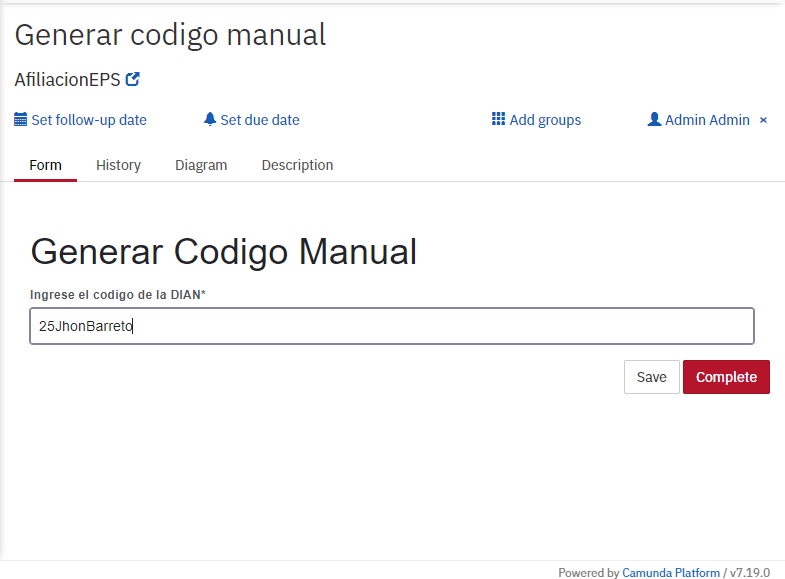 Generar codigo manual
AfiliacionEPS
Set follow-up date Set due date Add groups Admin Admin ×
Form History Diagram Description
Generar Codigo Manual
Ingrese el codigo de la DIAN*
25JhonBarreto
Save Complete
Powered by Camunda Platform / v7.19.0